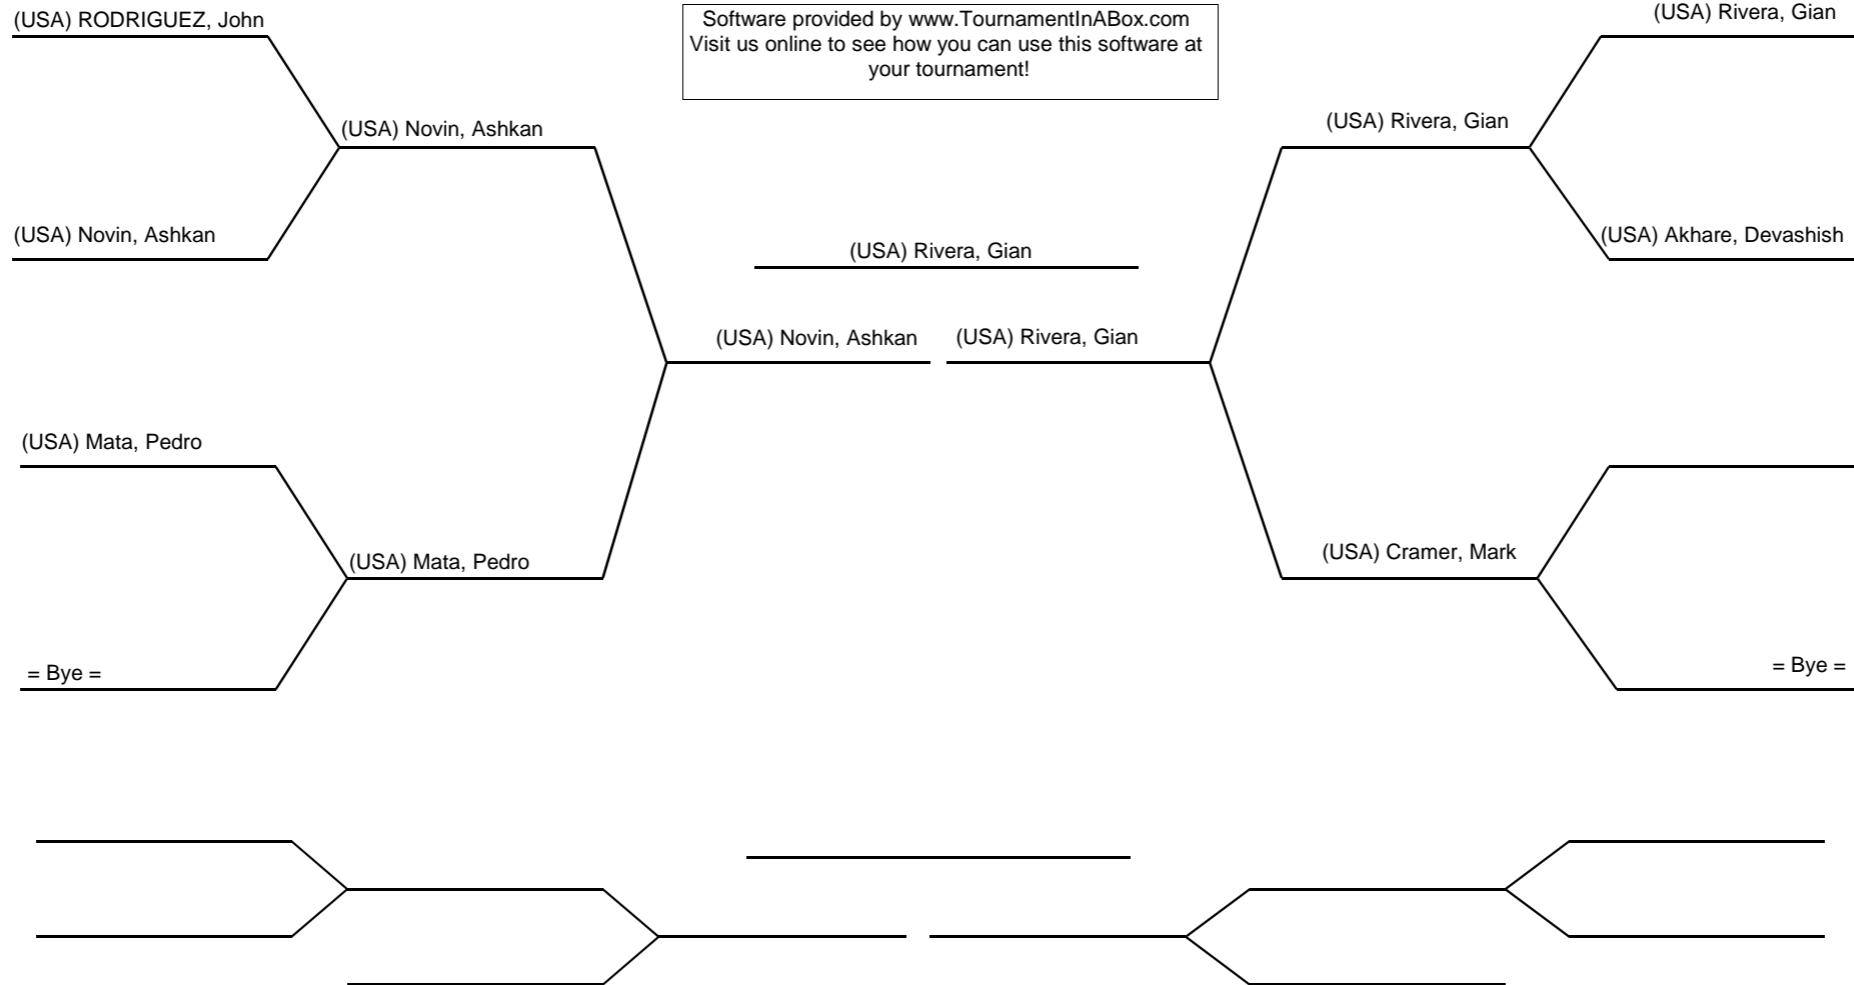 (USA) RODRIGUEZ, John
Software provided by www.TournamentInABox.com
Visit us online to see how you can use this software at
your tournament!
(USA) Rivera, Gian
(USA) Novin, Ashkan
(USA) Rivera, Gian
(USA) Novin, Ashkan
(USA) Rivera, Gian
(USA) Akhare, Devashish
(USA) Novin, Ashkan
(USA) Rivera, Gian
(USA) Mata, Pedro
(USA) Mata, Pedro
(USA) Cramer, Mark
= Bye =
= Bye =